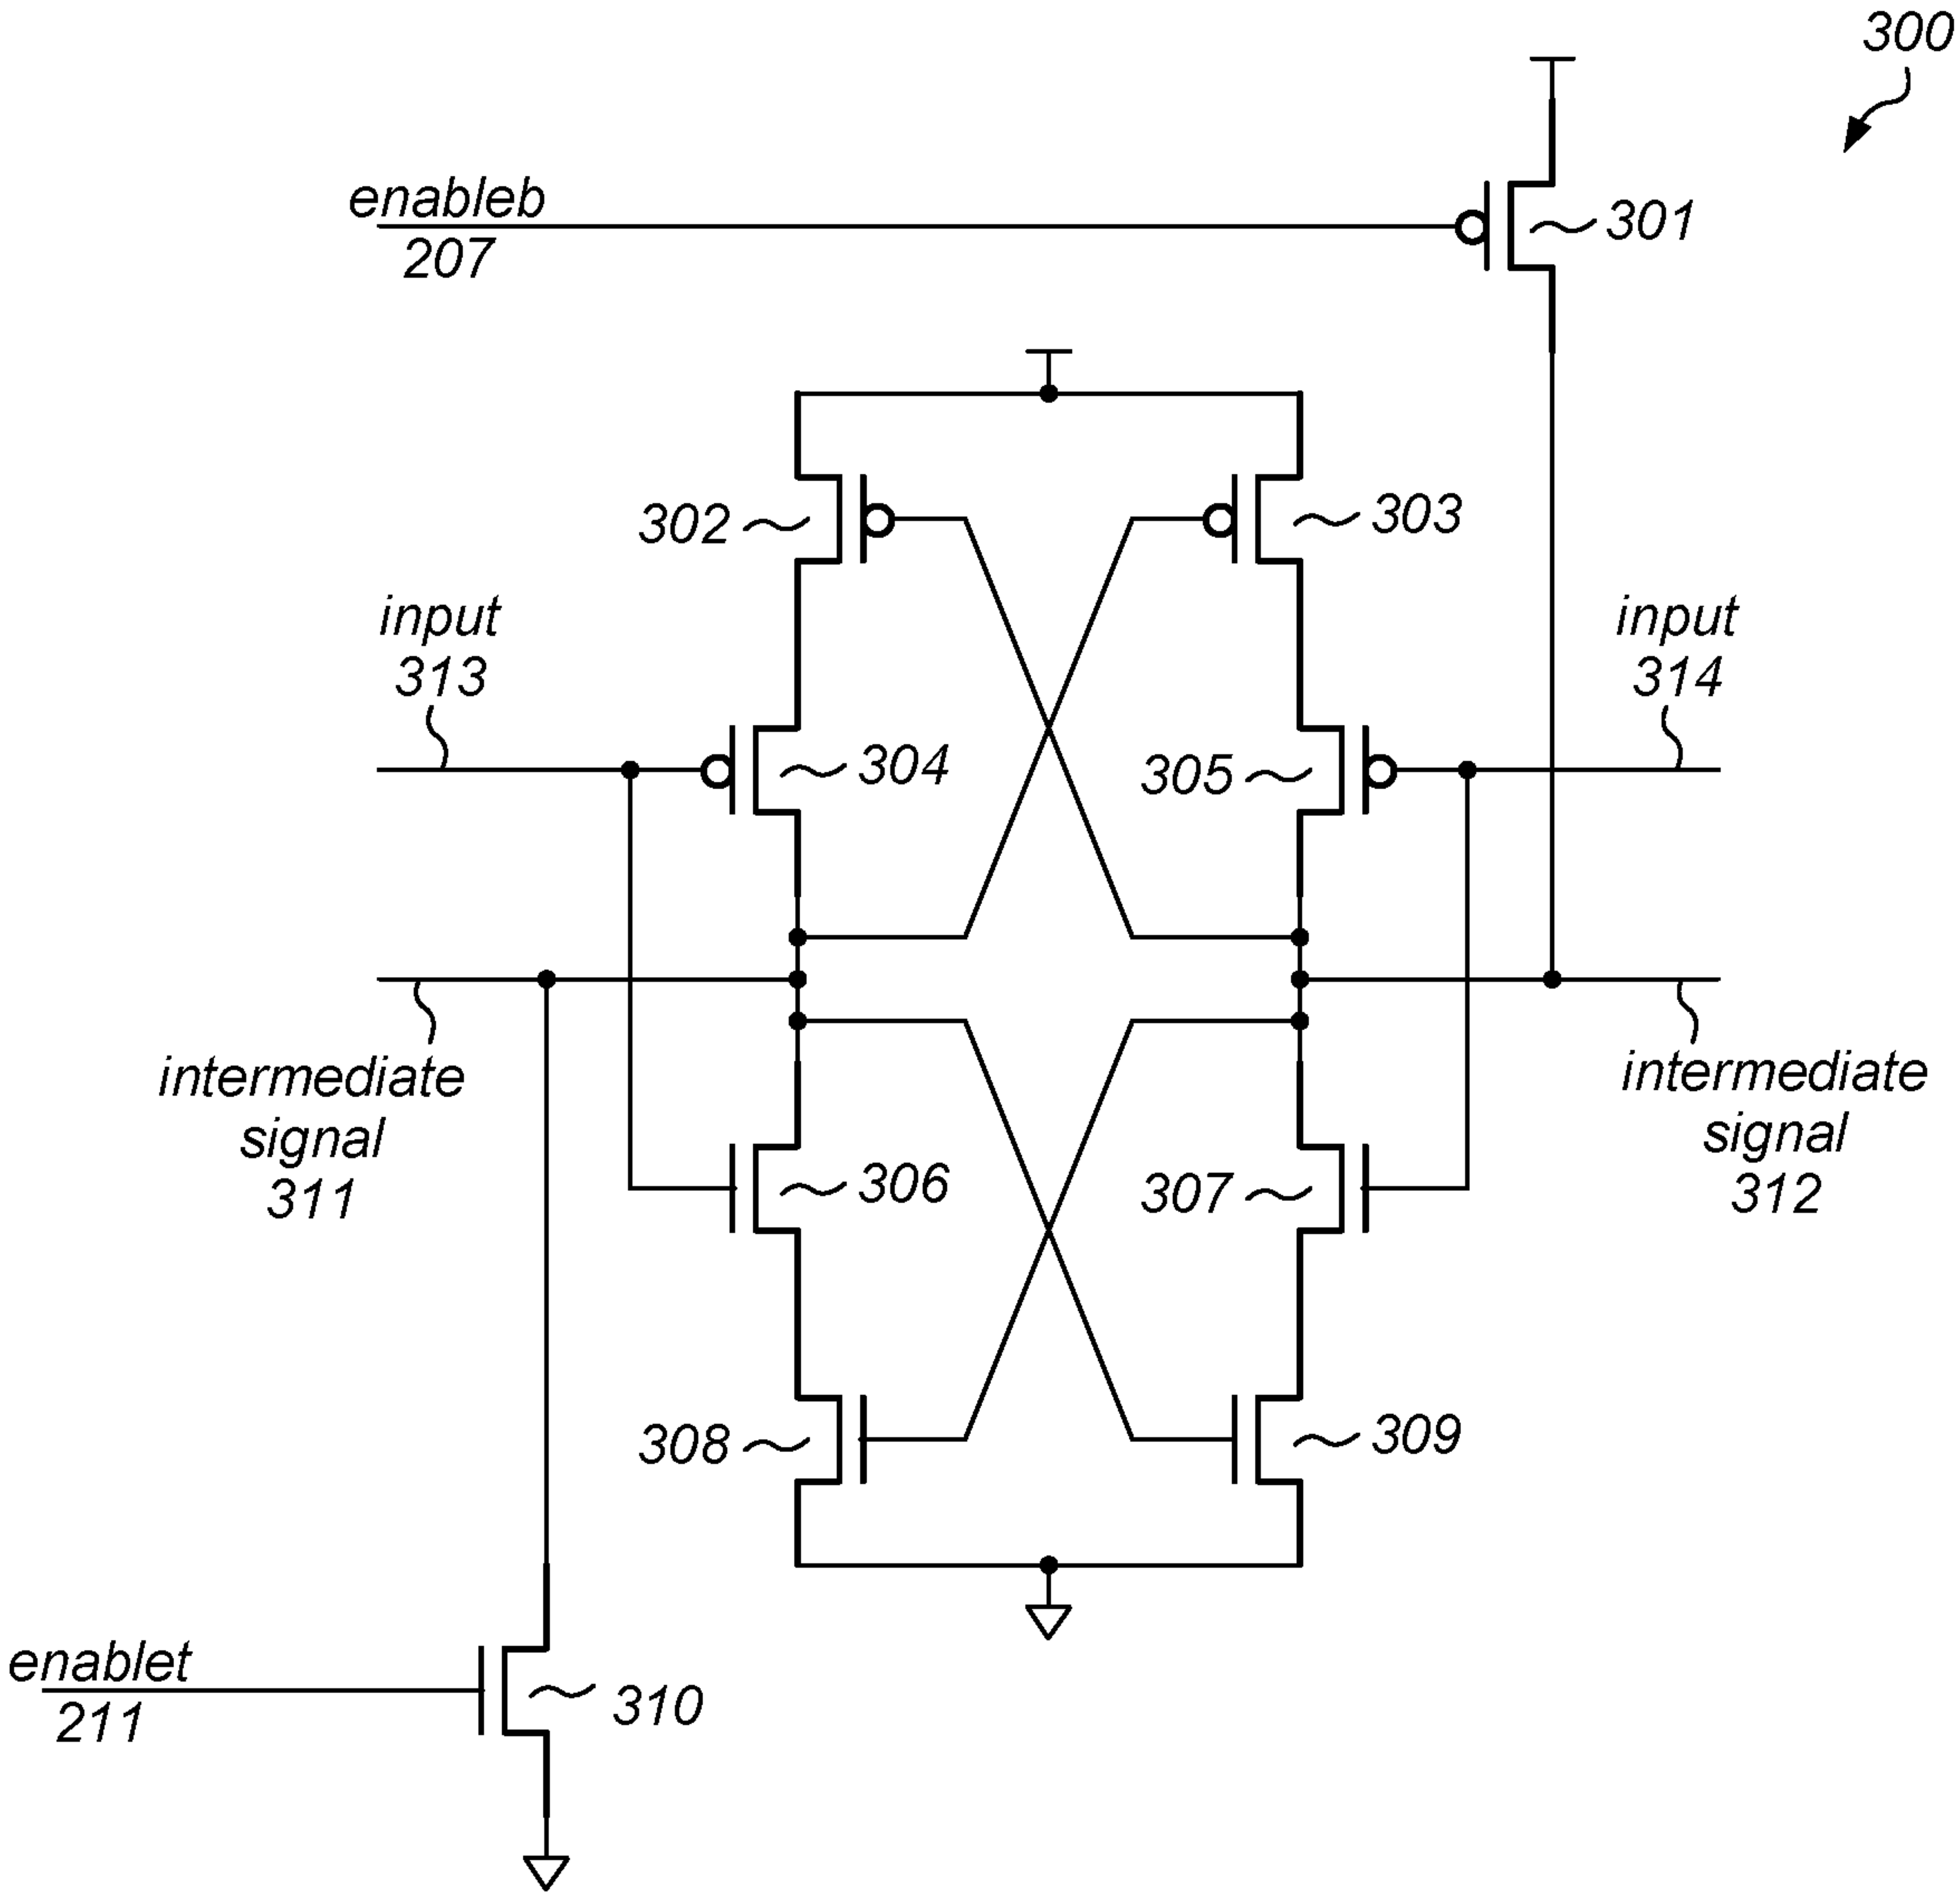 300
enableb
207
301
302
303
input
313
input
314
304
305
intermediate
signal
311
intermediate
signal
312
306
307
308
309
enablet
211
310